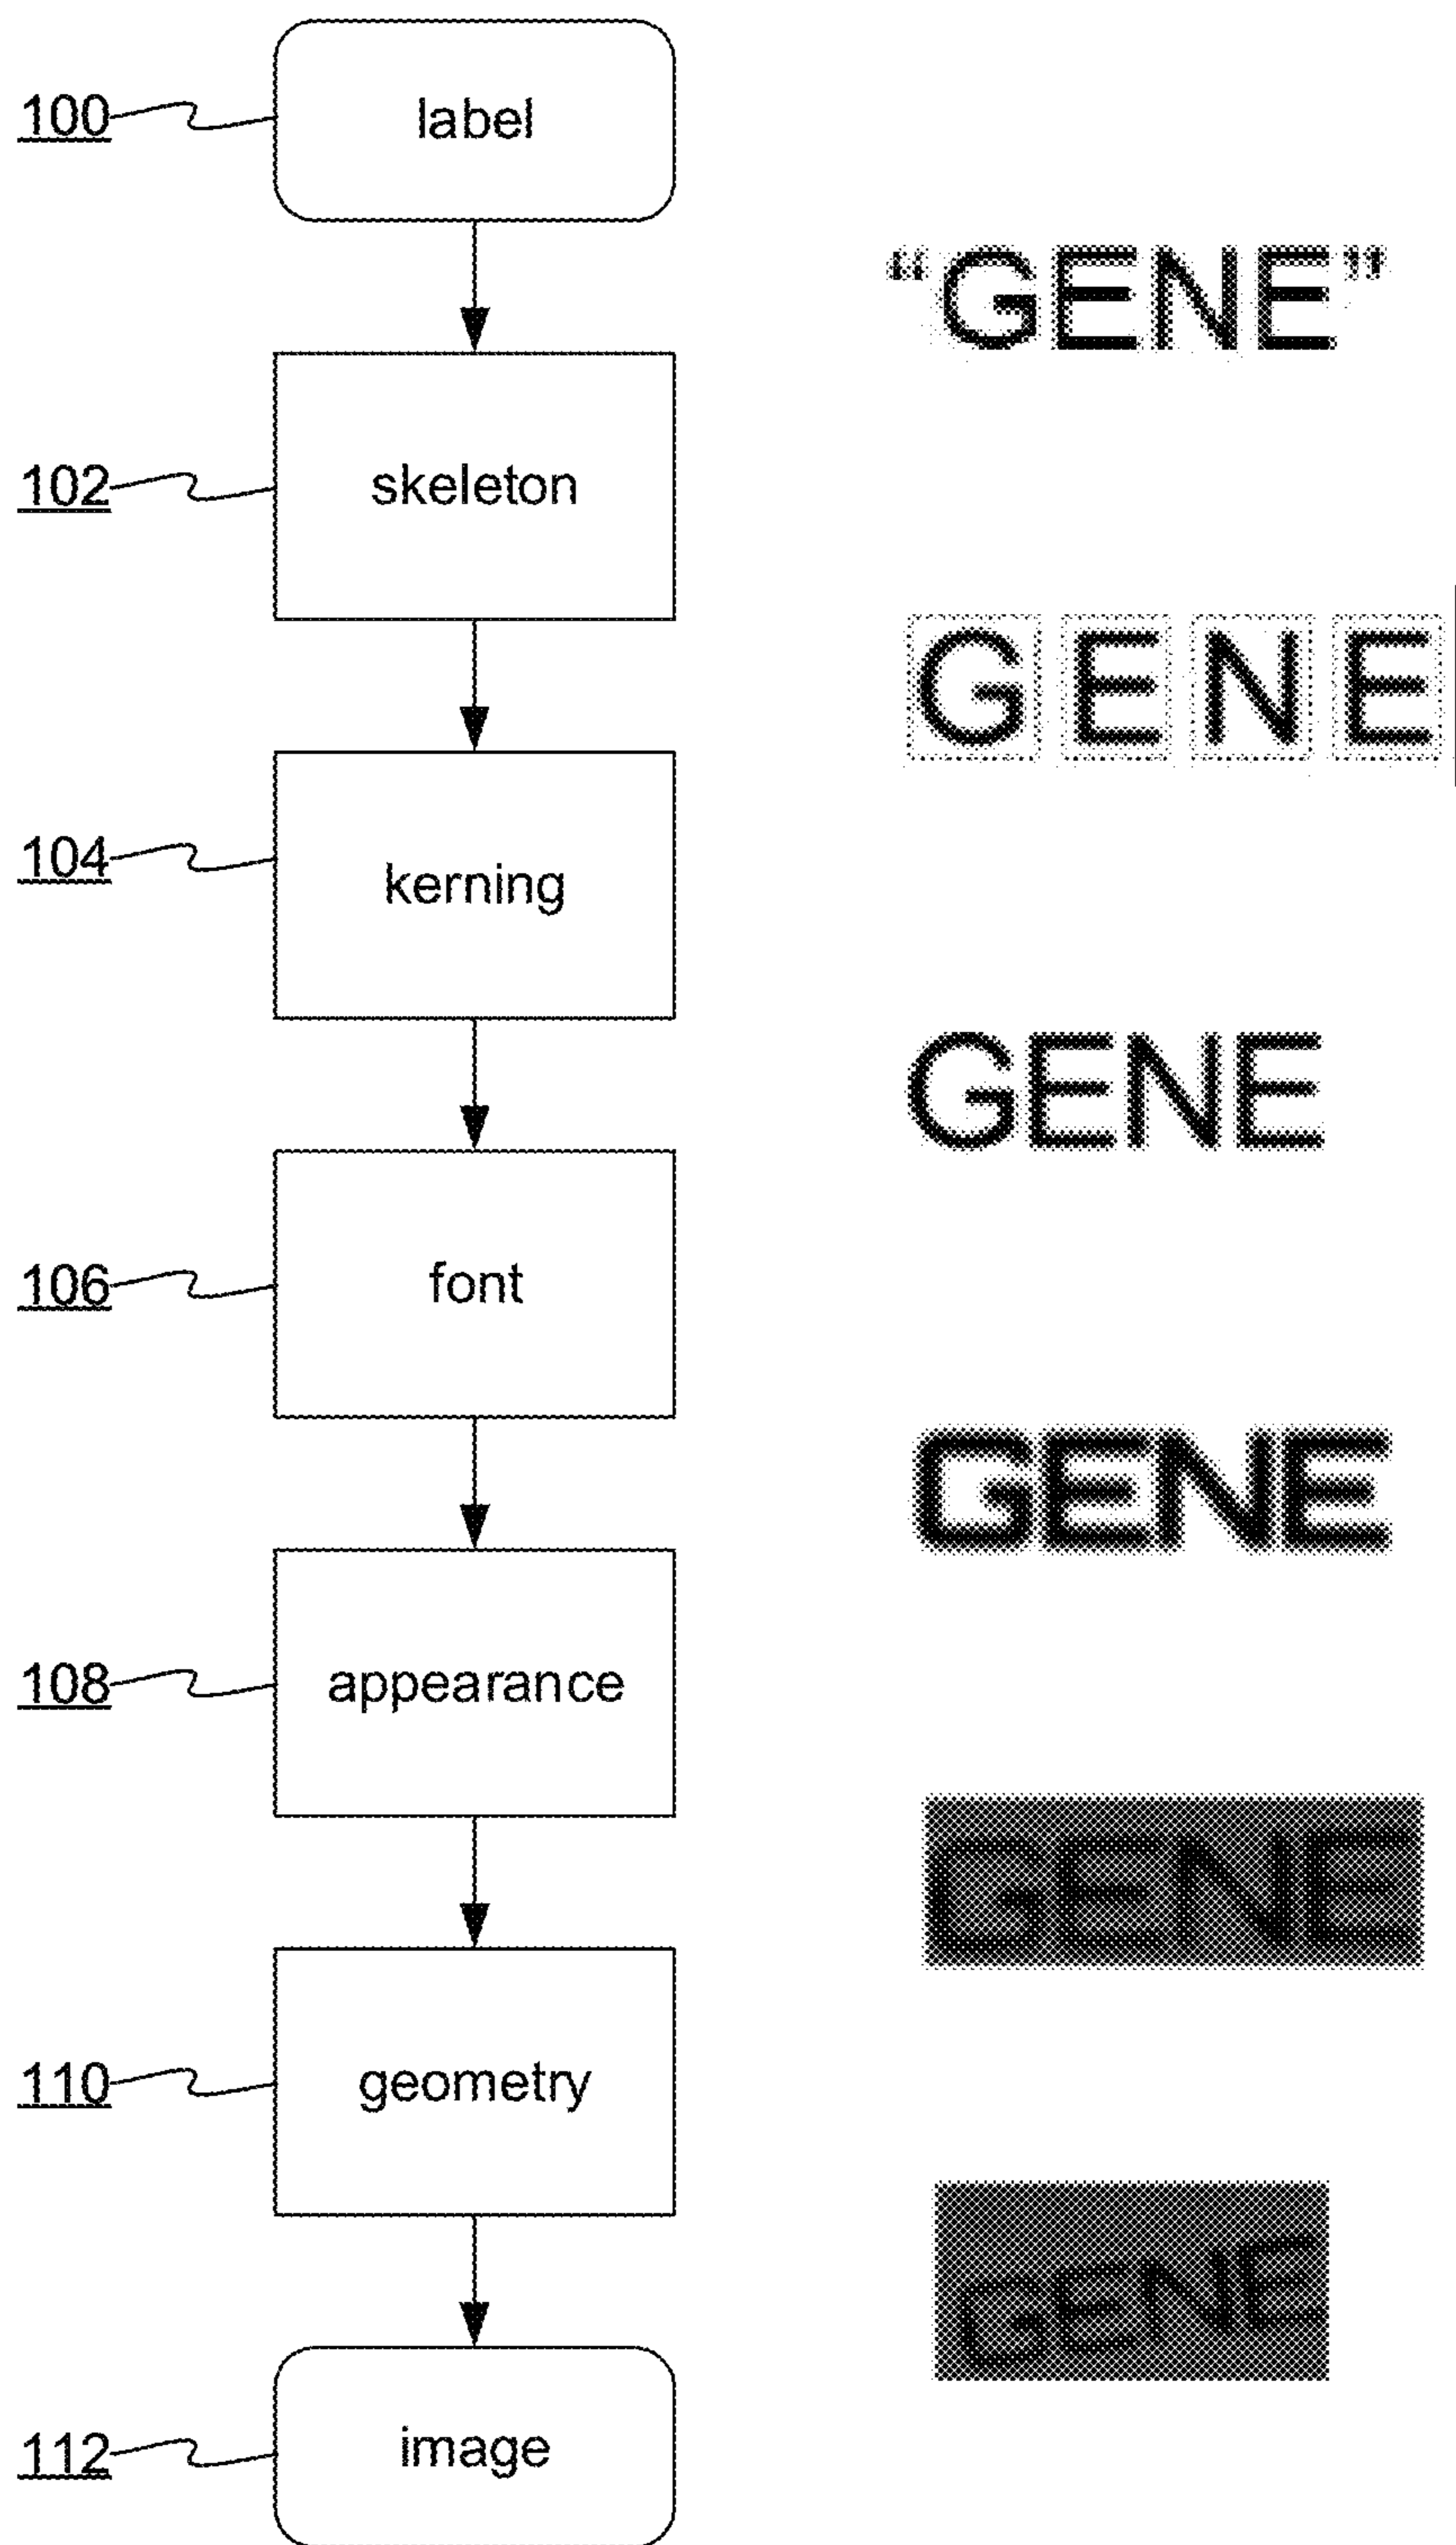 100
label
“GENE”
102
skeleton
G E N E
104
kerning
GENE
106
font
GENE
108
appearance
GENE
110
geometry
GENE
112
image